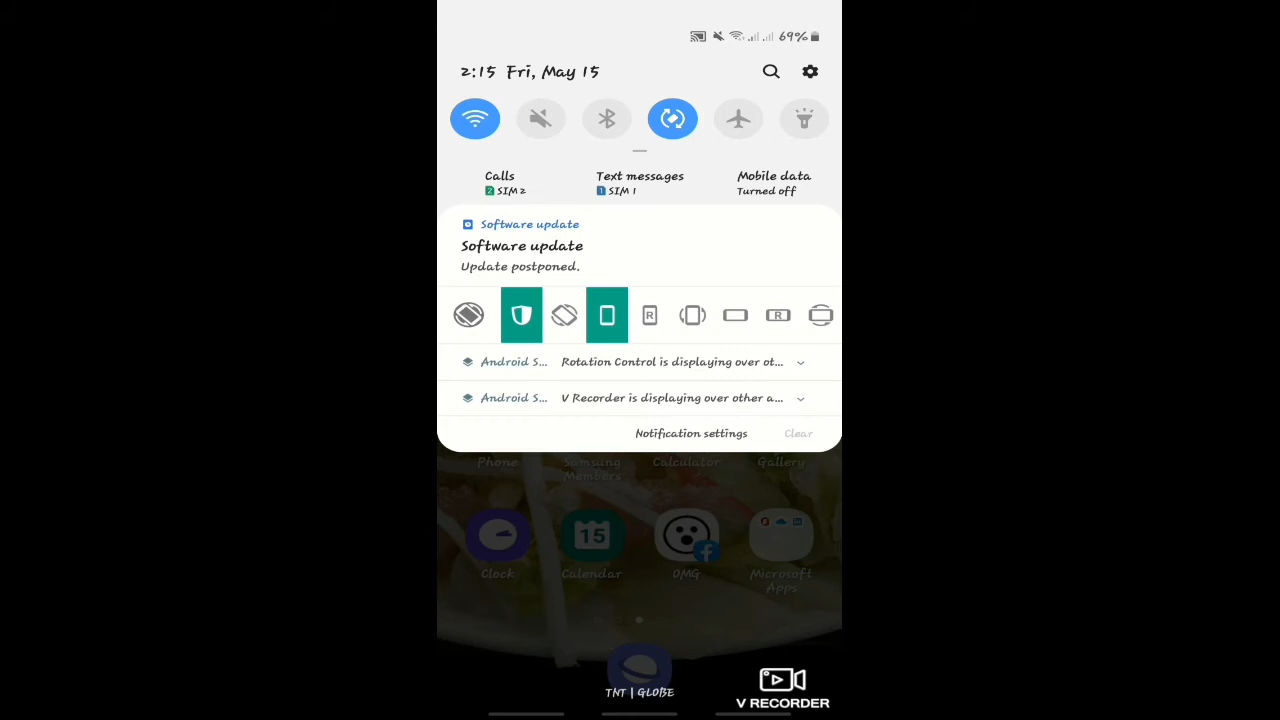 69%
2:15 Fri, May 15
Calls
2 SIM 2
Text messages
1 SIM 1
Mobile data
Turned off
Software update
Software update
Update postponed.
R
R
Android S... Rotation Control is displaying over ot...
Android S... V Recorder is displaying over other a...
Notification settings Clear
Phone
Samsung
Members
Calculator
Gallery
15
Clock
Calendar
OMG
Microsoft
Apps
TNT | GLOBE
V RECORDER